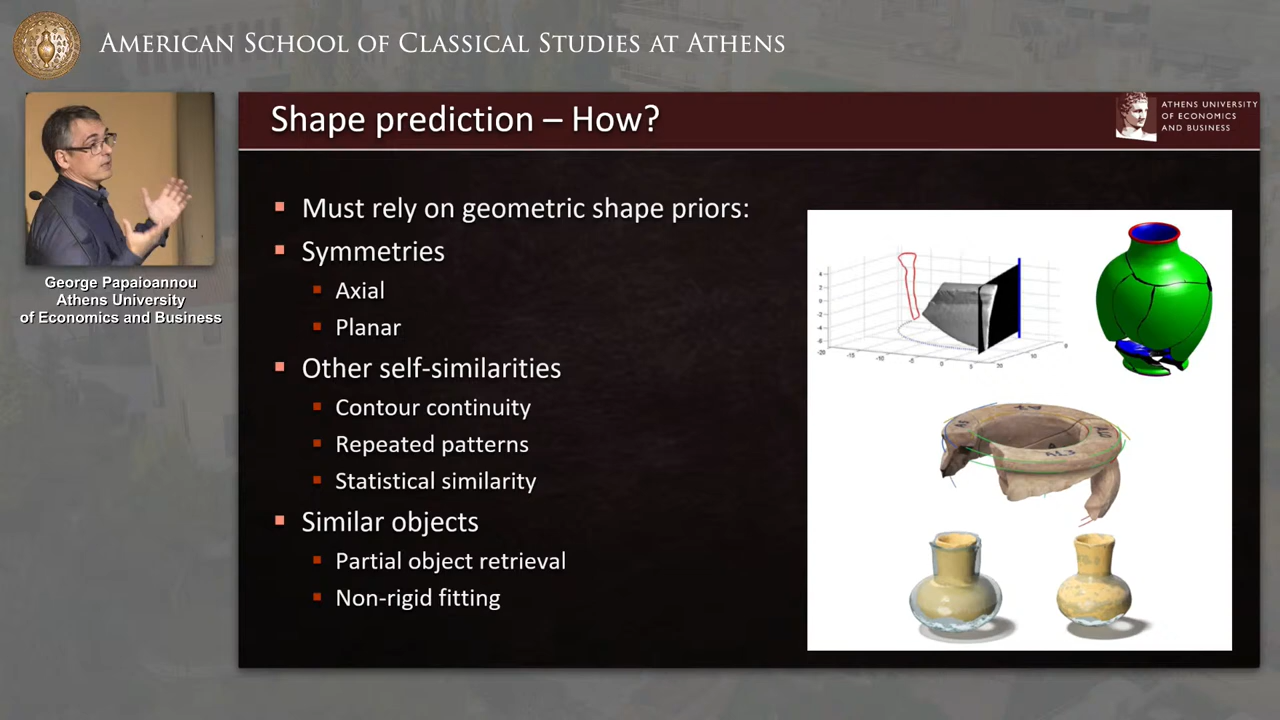 AMERICAN SCHOOL OF CLASSICAL STUDIES AT ATHENS
Shape prediction – How?
ATHENS UNIVERSITY
OF ECONOMICS
AND BUSINESS
George Papaioannou
Athens University
of Economics and Business
▪ Must rely on geometric shape priors:
▪ Symmetries
▪ Axial
▪ Planar
▪ Other self-similarities
▪ Contour continuity
▪ Repeated patterns
▪ Statistical similarity
▪ Similar objects
▪ Partial object retrieval
▪ Non-rigid fitting